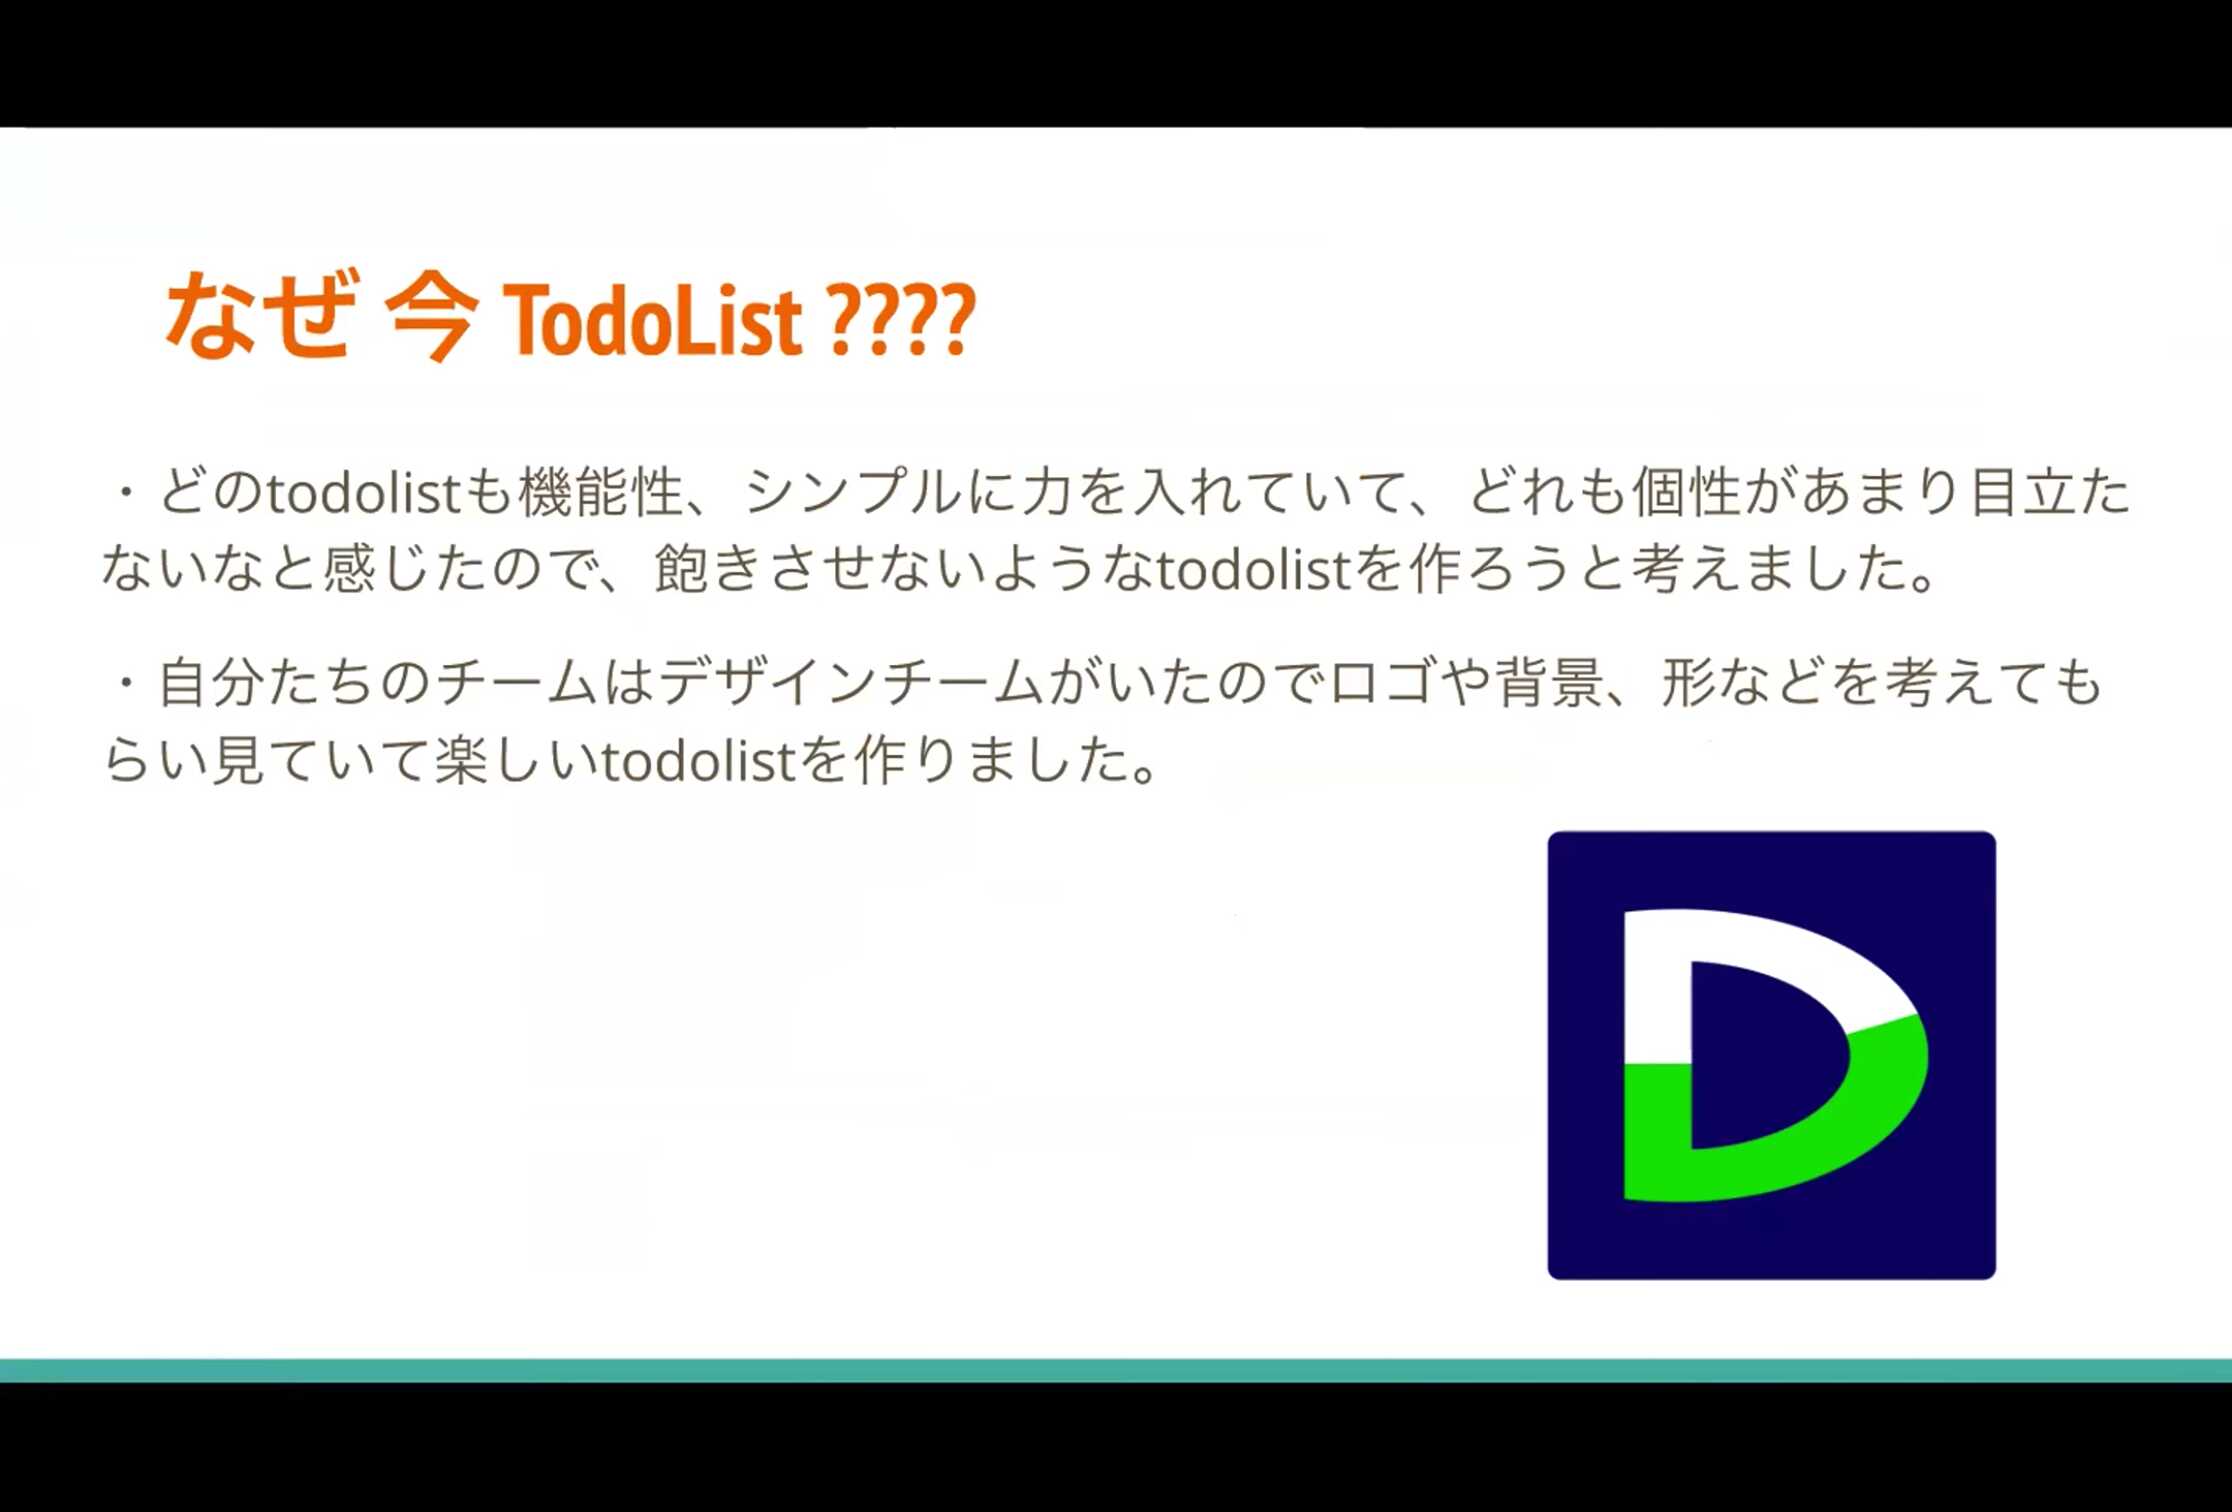 なぜ 今 TodoList ????
・どのtodolistも機能性、シンプルに力を入れていて、どれも個性があまり目立た
ないなと感じたので、飽きさせないようなtodolistを作ろうと考えました。
・自分たちのチームはデザインチームがいたのでロゴや背景、形などを考えても
らい見ていて楽しいtodolistを作りました。
D